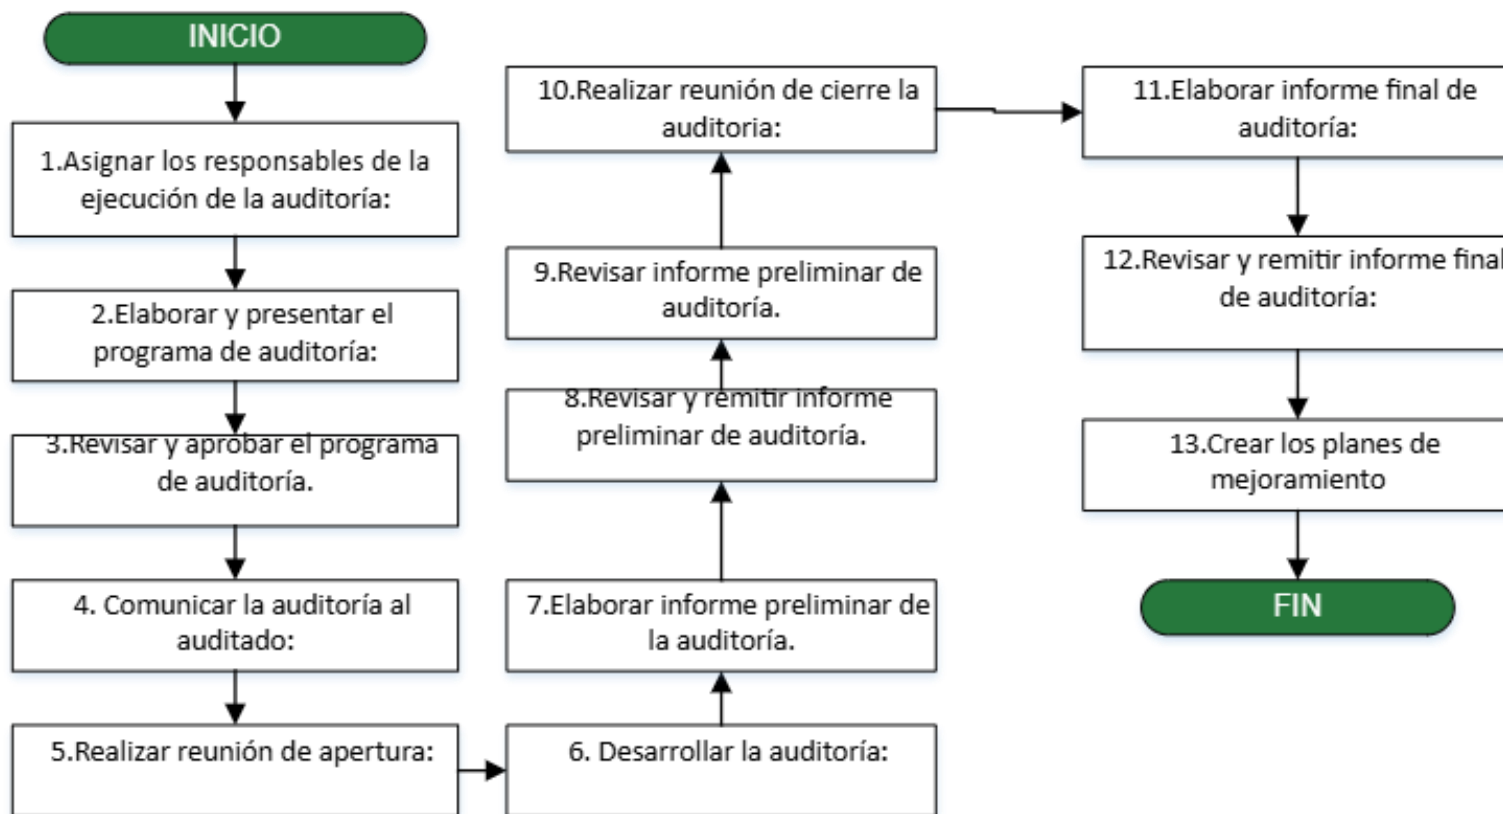 INICIO
1.Asignar los responsables de la
ejecución de la auditoría:
2.Elaborar y presentar el
programa de auditoría:
3.Revisar y aprobar el programa
de auditoría.
4. Comunicar la auditoría al
auditado:
5.Realizar reunión de apertura:
6. Desarrollar la auditoría:
7.Elaborar informe preliminar de
la auditoría.
8.Revisar y remitir informe
preliminar de auditoría.
9.Revisar informe preliminar de
auditoría.
10.Realizar reunión de cierre la
auditoria:
11.Elaborar informe final de
auditoría:
12.Revisar y remitir informe final
de auditoría:
13.Crear los planes de
mejoramiento
FIN